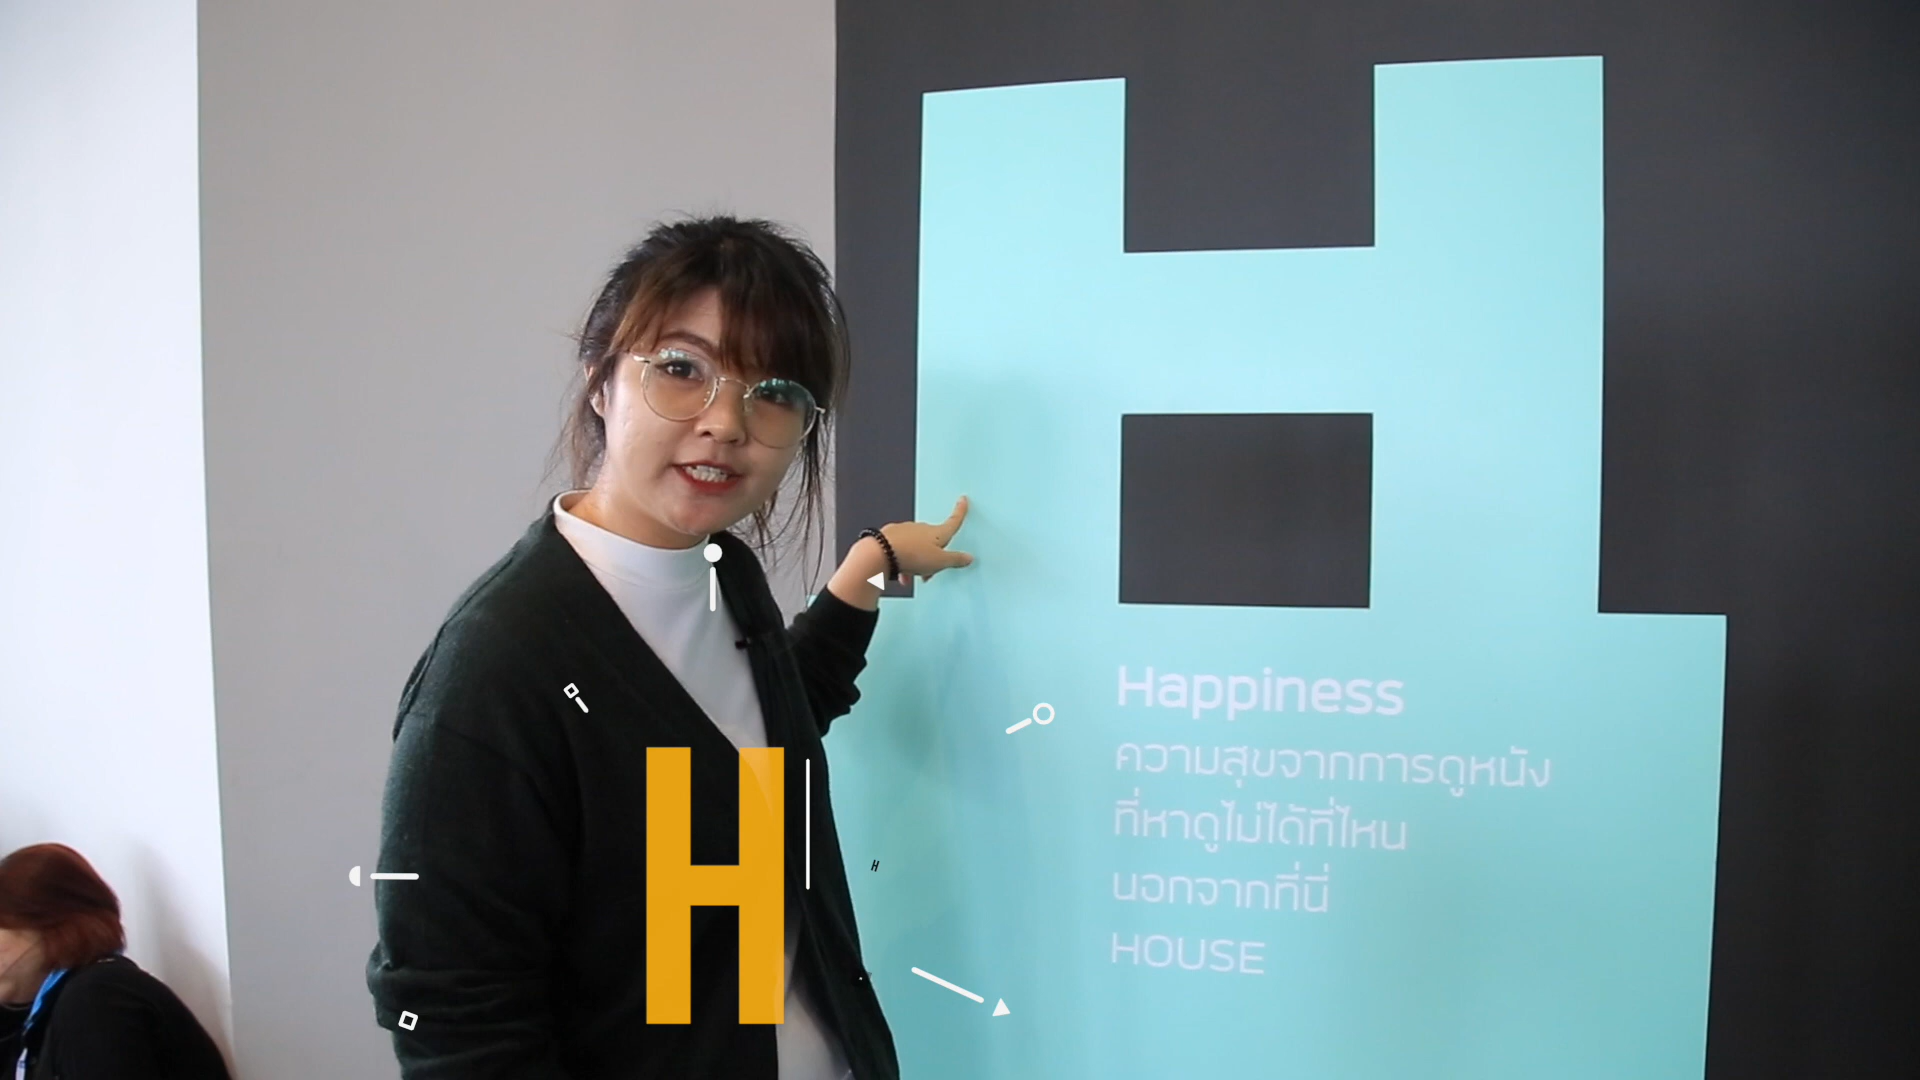 H
Happiness
ความสุขจากการดูหนัง
ที่หาดูไม่ได้ที่ไหน
นอกจากที่นี่
HOUSE
H
H